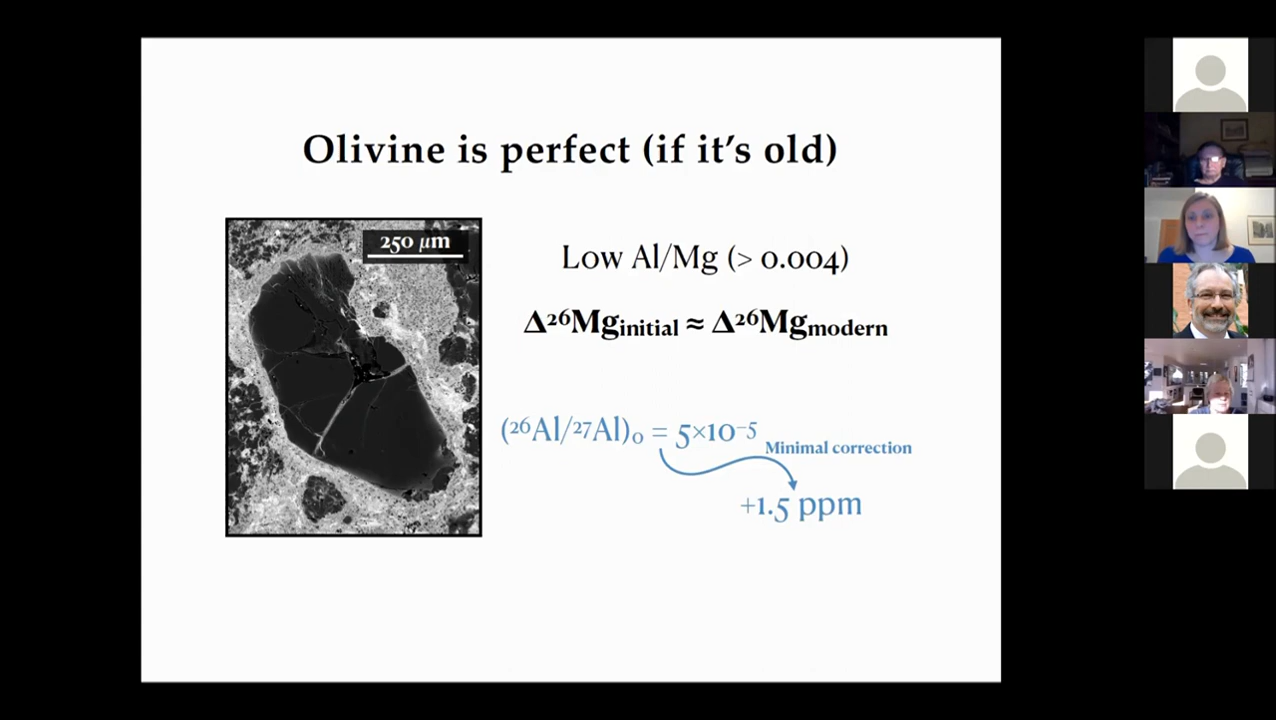 Olivine is perfect (if it's old)
250 µm
Low Al/Mg (> 0.004)
Δ²⁶Mginitial ≈ Δ²⁶Mgmodern
(²⁶Al/²⁷Al)₀ = 5×10⁻⁵
Minimal correction
+1.5 ppm